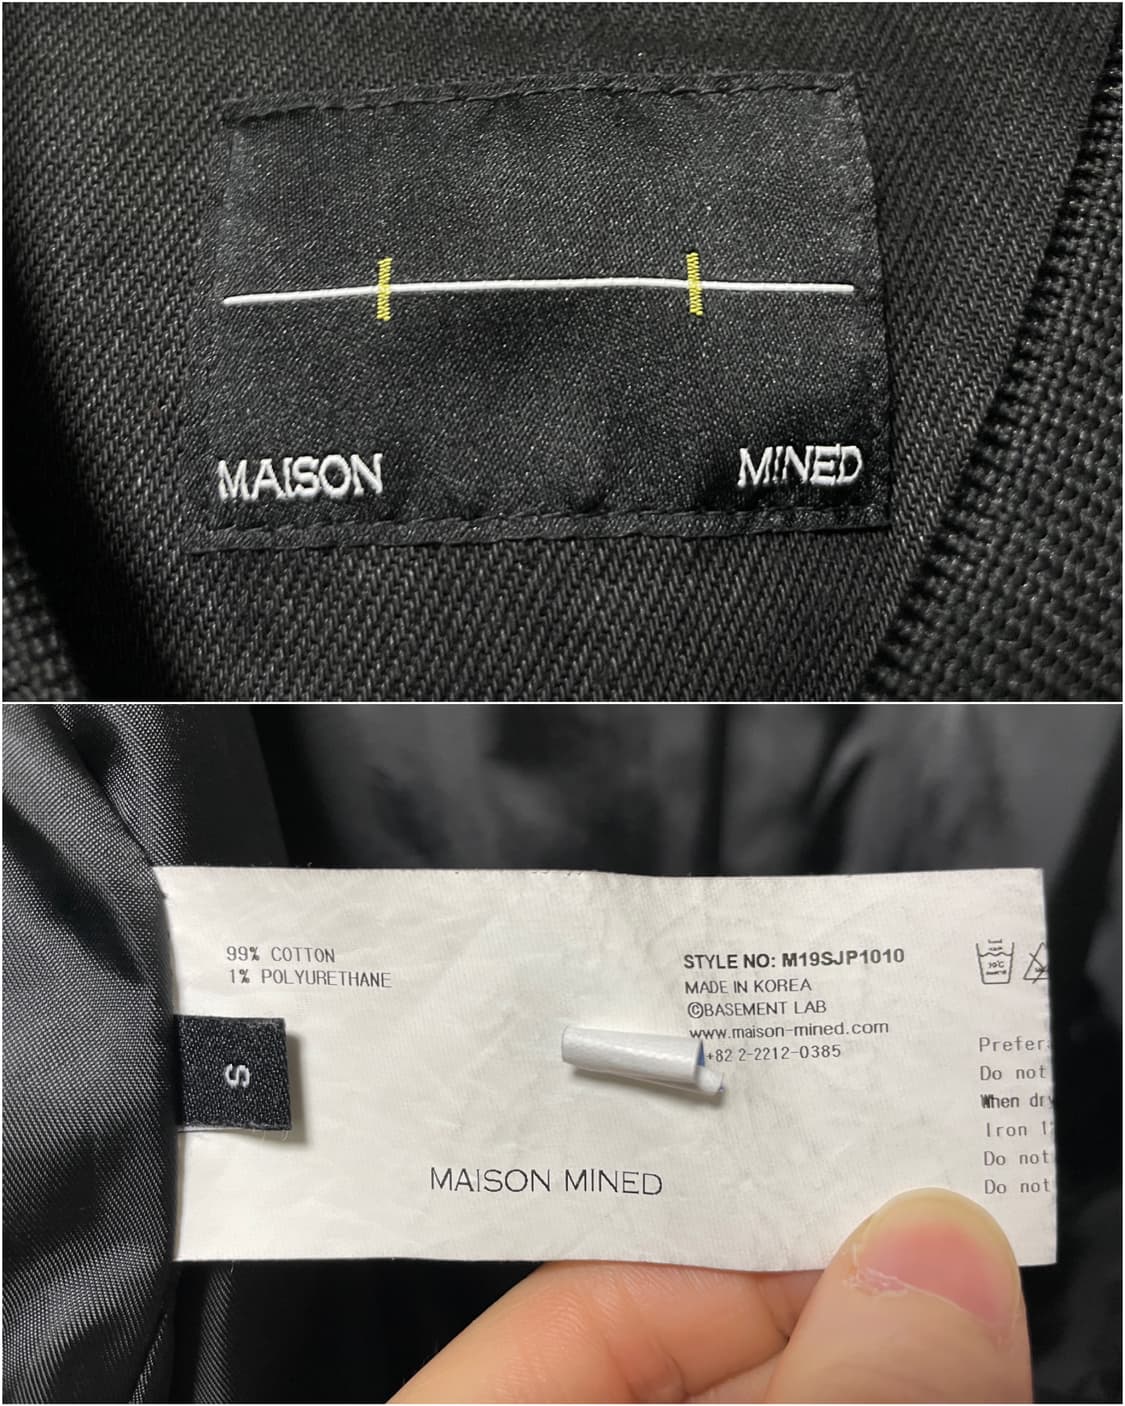 MAISON MINED
99% COTTON
1% POLYURETHANE
S
MAISON MINED
STYLE NO: M19SJP1010
MADE IN KOREA
©BASEMENT LAB
www.maison-mined.com
+82 2-2212-0385
Prefer
Do not
When dry
Iron
Do not
Do not